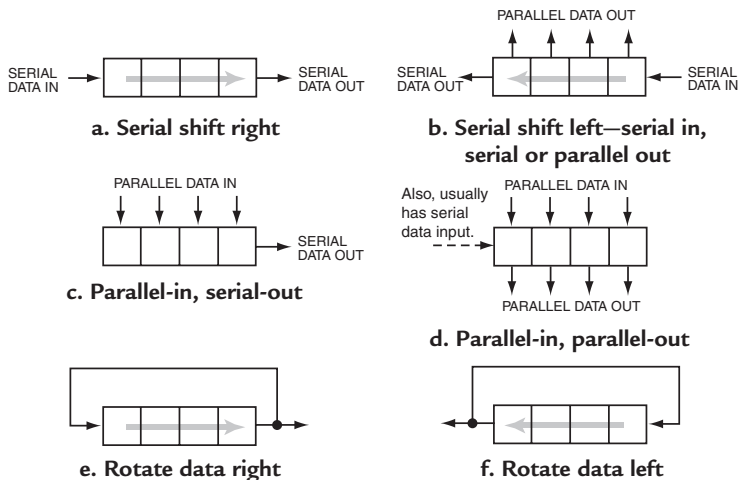 SERIAL
DATA IN
SERIAL
DATA OUT
a. Serial shift right
PARALLEL DATA OUT
SERIAL
DATA OUT
SERIAL
DATA IN
b. Serial shift left—serial in,
serial or parallel out
PARALLEL DATA IN
SERIAL
DATA OUT
c. Parallel-in, serial-out
Also, usually
has serial
data input.
PARALLEL DATA IN
PARALLEL DATA OUT
d. Parallel-in, parallel-out
e. Rotate data right
f. Rotate data left